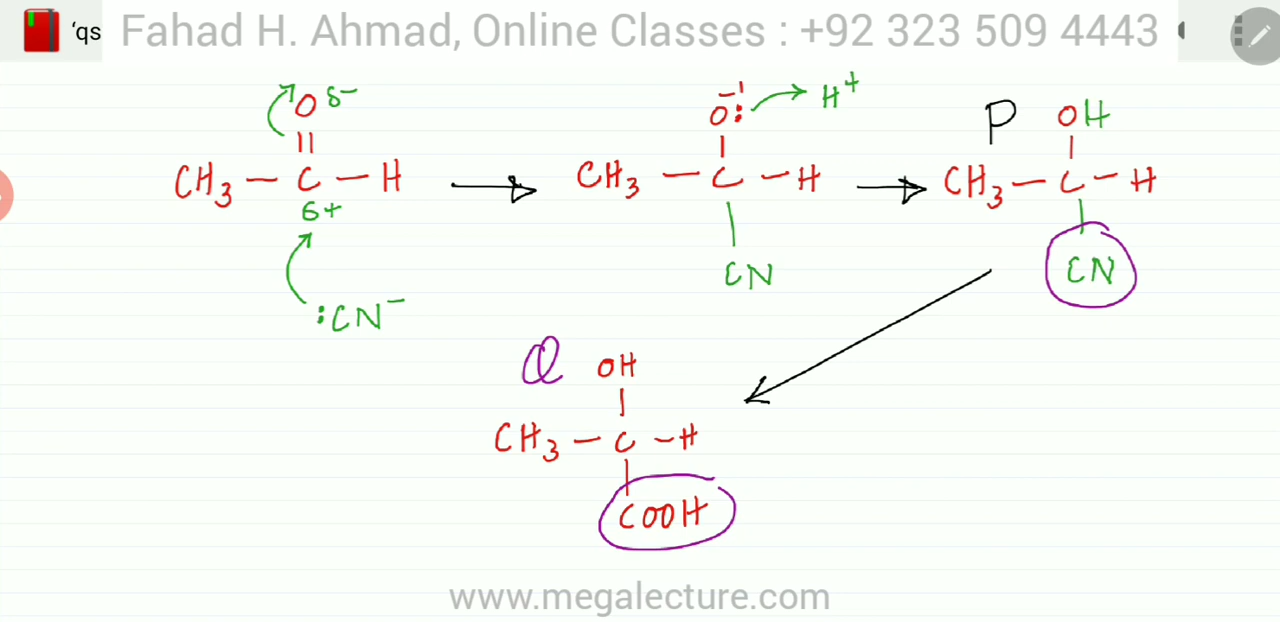 'qs Fahad H. Ahmad, Online Classes : +92 323 509 4443
O δ-
||
CH3 — C — H
δ+
:CN-
O:- → H+
|
CH3 — C — H
|
CN
P OH
|
CH3 — C — H
|
CN
Q OH
|
CH3 — C — H
|
COOH
www.megalecture.com